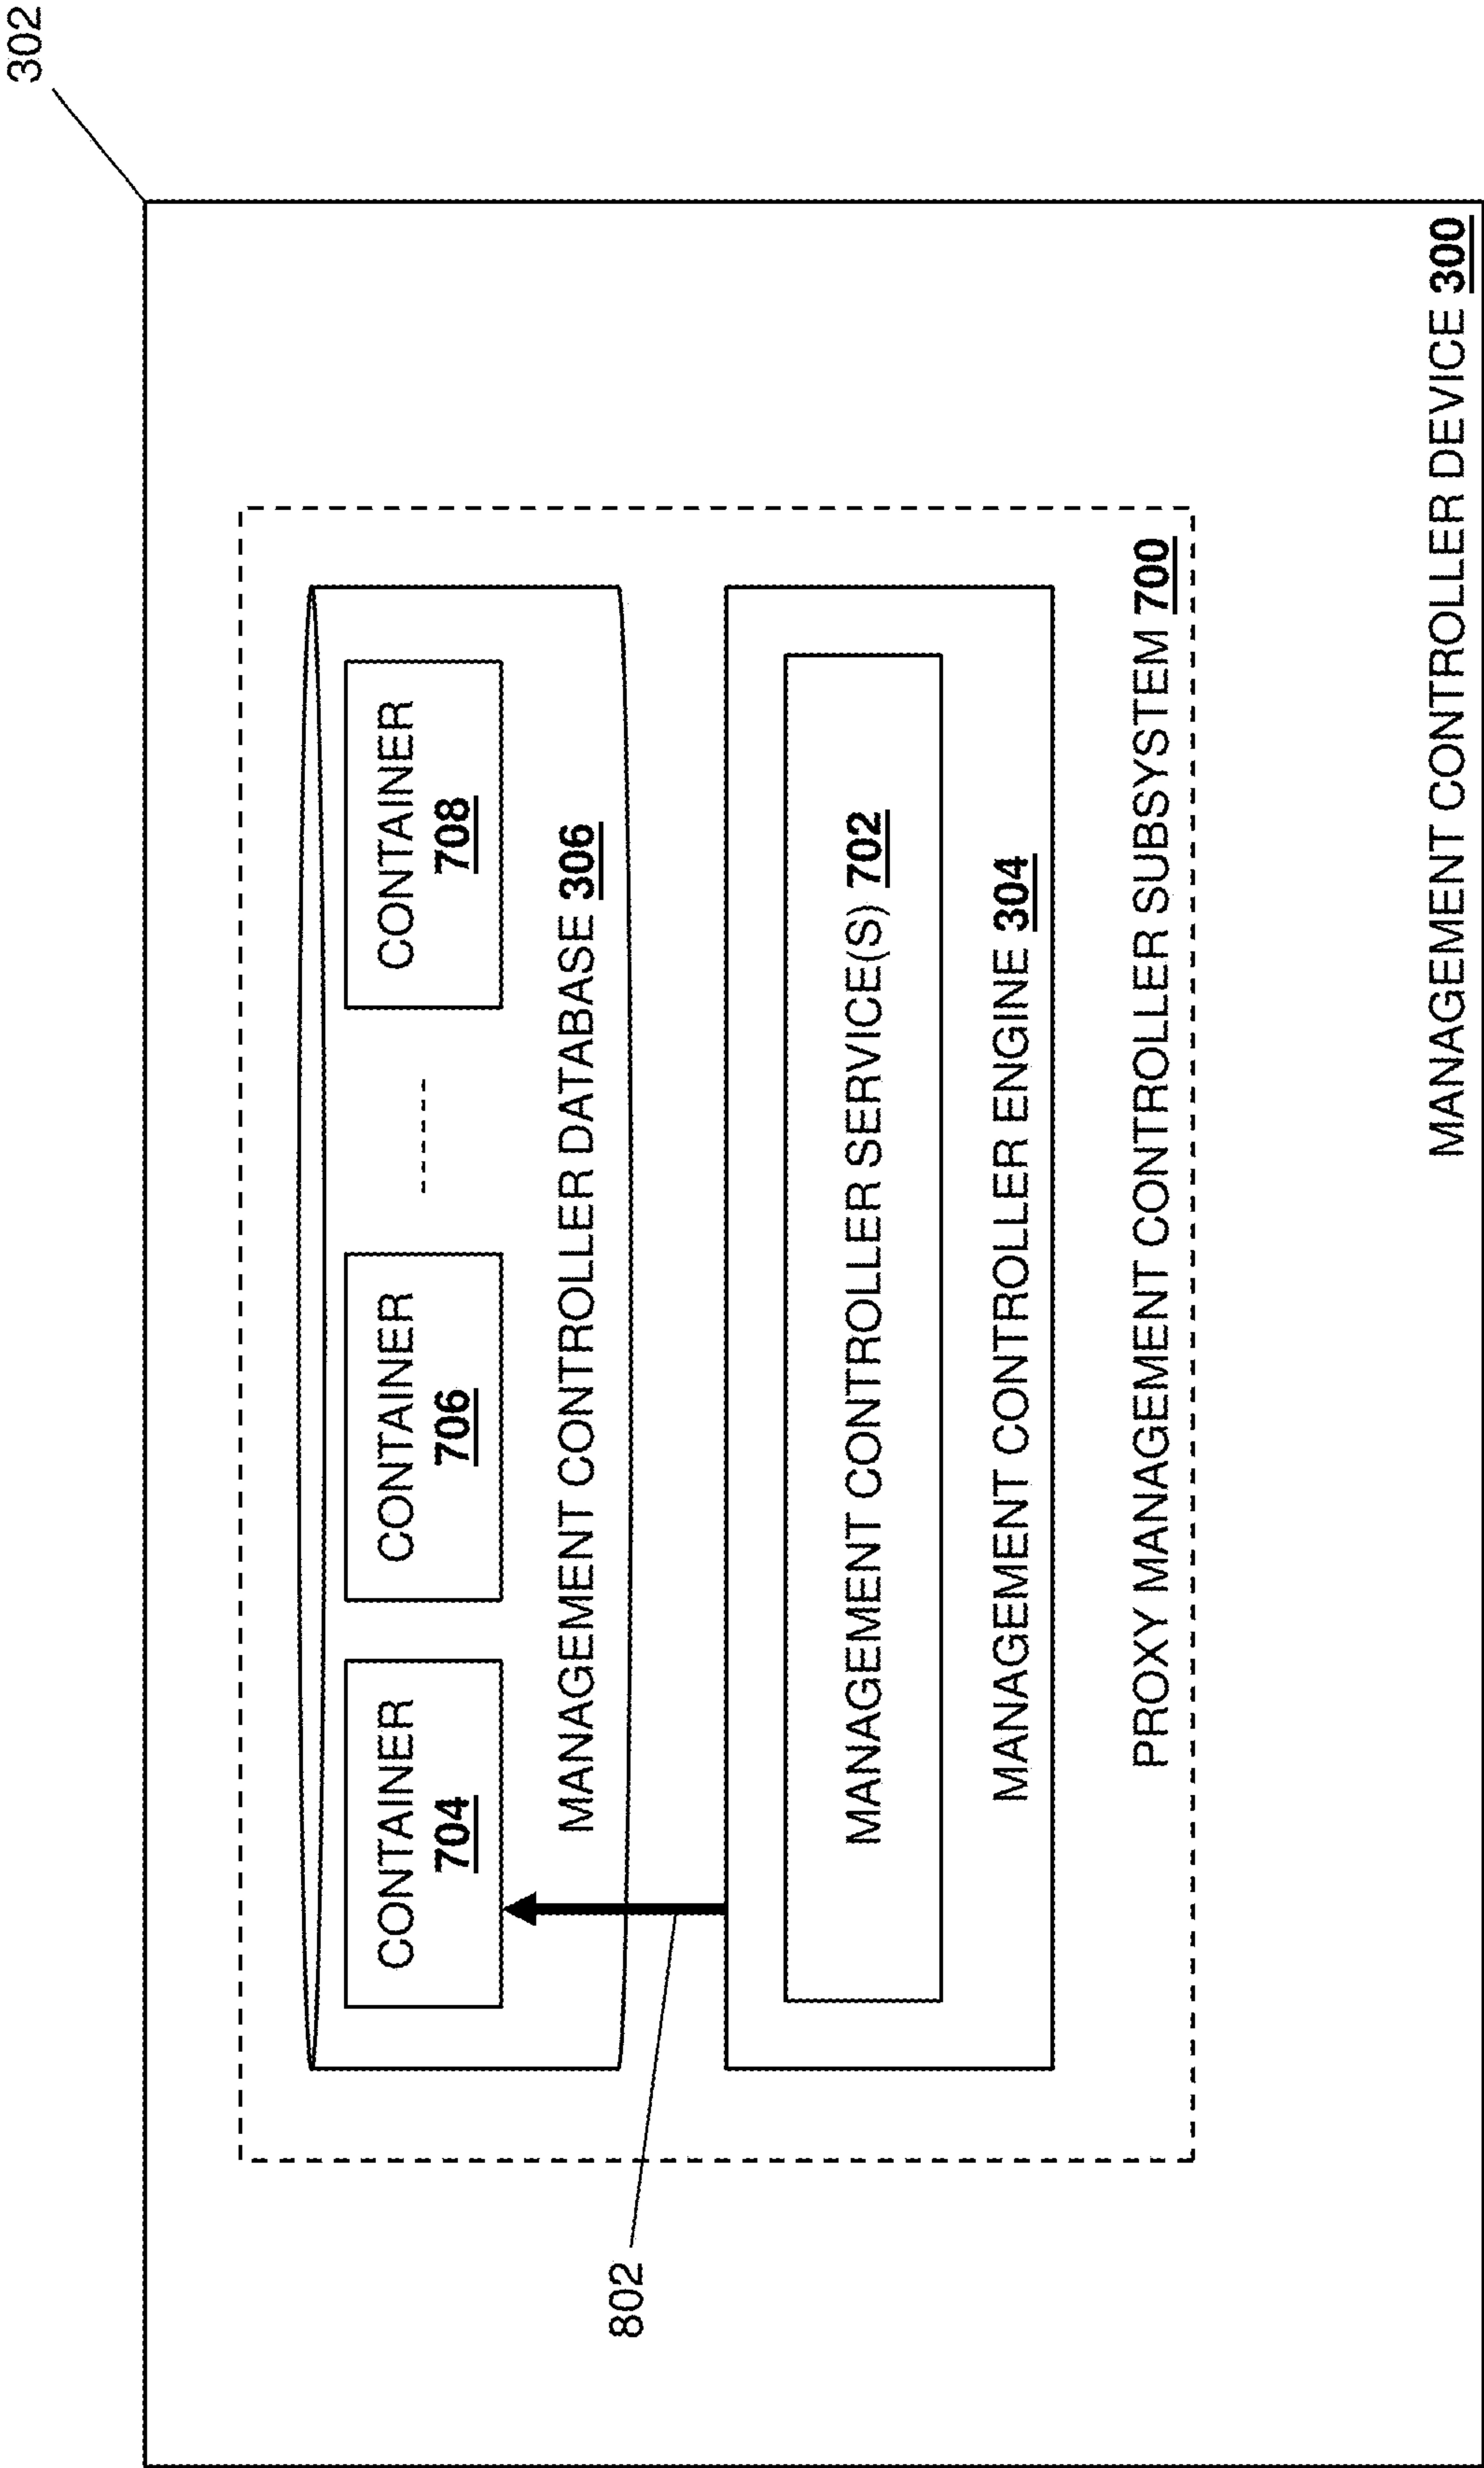 302
CONTAINER
704
CONTAINER
706
CONTAINER
708
MANAGEMENT CONTROLLER DATABASE 306
802
MANAGEMENT CONTROLLER SERVICE(S) 702
MANAGEMENT CONTROLLER ENGINE 304
PROXY MANAGEMENT CONTROLLER SUBSYSTEM 700
MANAGEMENT CONTROLLER DEVICE 300